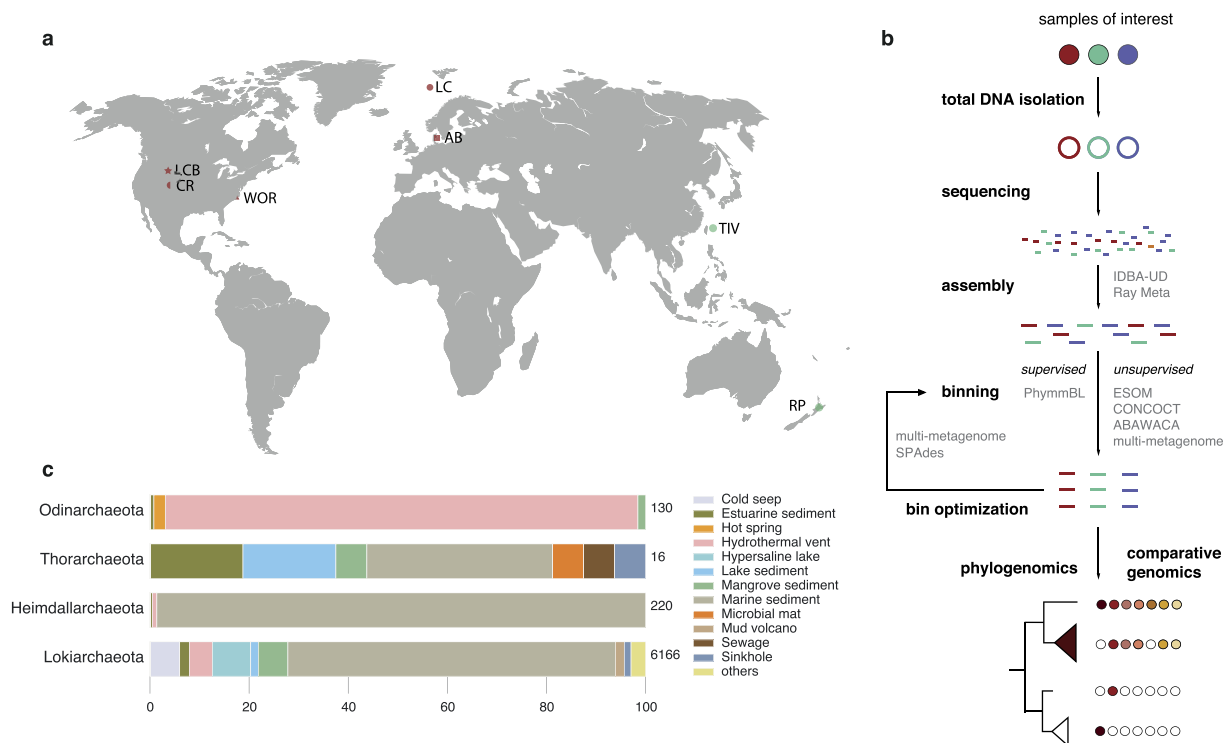 a
LC
AB
LCB
CR
WOR
TIV
RP
b
samples of interest
total DNA isolation
sequencing
assembly
IDBA-UD
Ray Meta
supervised
unsupervised
binning
PhymmBL
ESOM
CONCOCT
ABAWACA
multi-metagenome
multi-metagenome
SPAdes
bin optimization
phylogenomics
comparative
genomics
c
Odinarchaeota
130
Thorarchaeota
16
Heimdallarchaeota
220
Lokiarchaeota
6166
0
20
40
60
80
100
Cold seep
Estuarine sediment
Hot spring
Hydrothermal vent
Hypersaline lake
Lake sediment
Mangrove sediment
Marine sediment
Microbial mat
Mud volcano
Sewage
Sinkhole
others